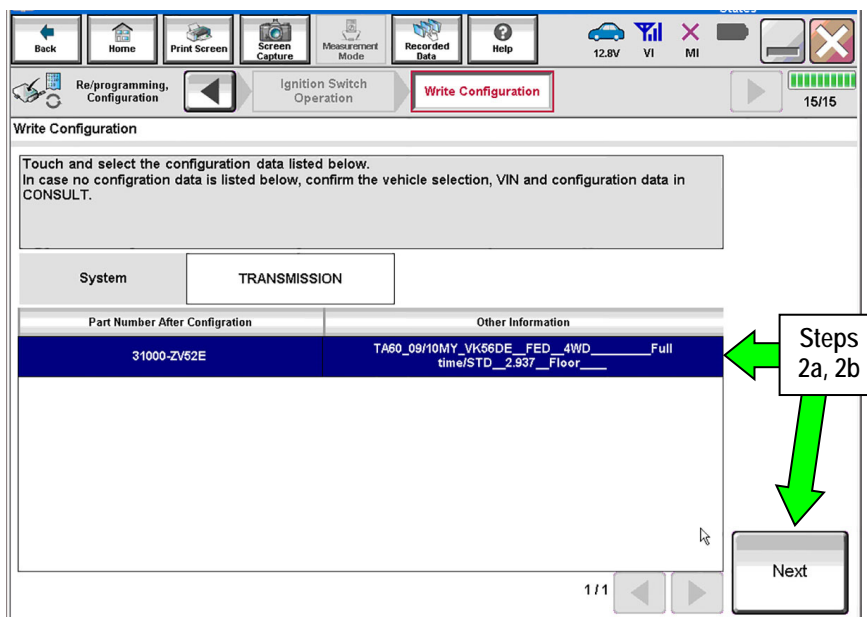 States
Back
Home
Print Screen
Screen
Capture
Measurement
Mode
Recorded
Data
Help
12.8V
VI
MI
Re/programming,
Configuration
Ignition Switch
Operation
Write Configuration
15/15
Write Configuration
Touch and select the configuration data listed below.
In case no configration data is listed below, confirm the vehicle selection, VIN and configuration data in
CONSULT.
System
TRANSMISSION
Part Number After Configration
Other Information
31000-ZV52E
TA60_09/10MY_VK56DE__FED__4WD________Full
time/STD__2.937__Floor____
Steps
2a, 2b
1/1
Next